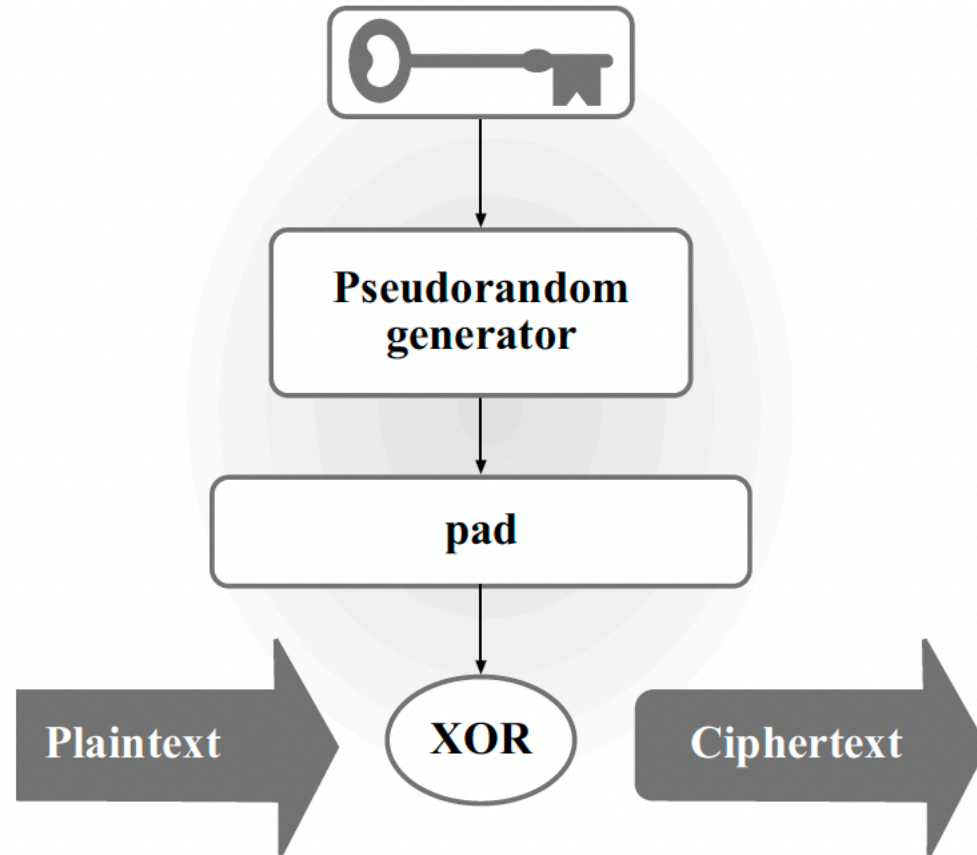 Pseudorandom
generator
pad
Plaintext
XOR
Ciphertext